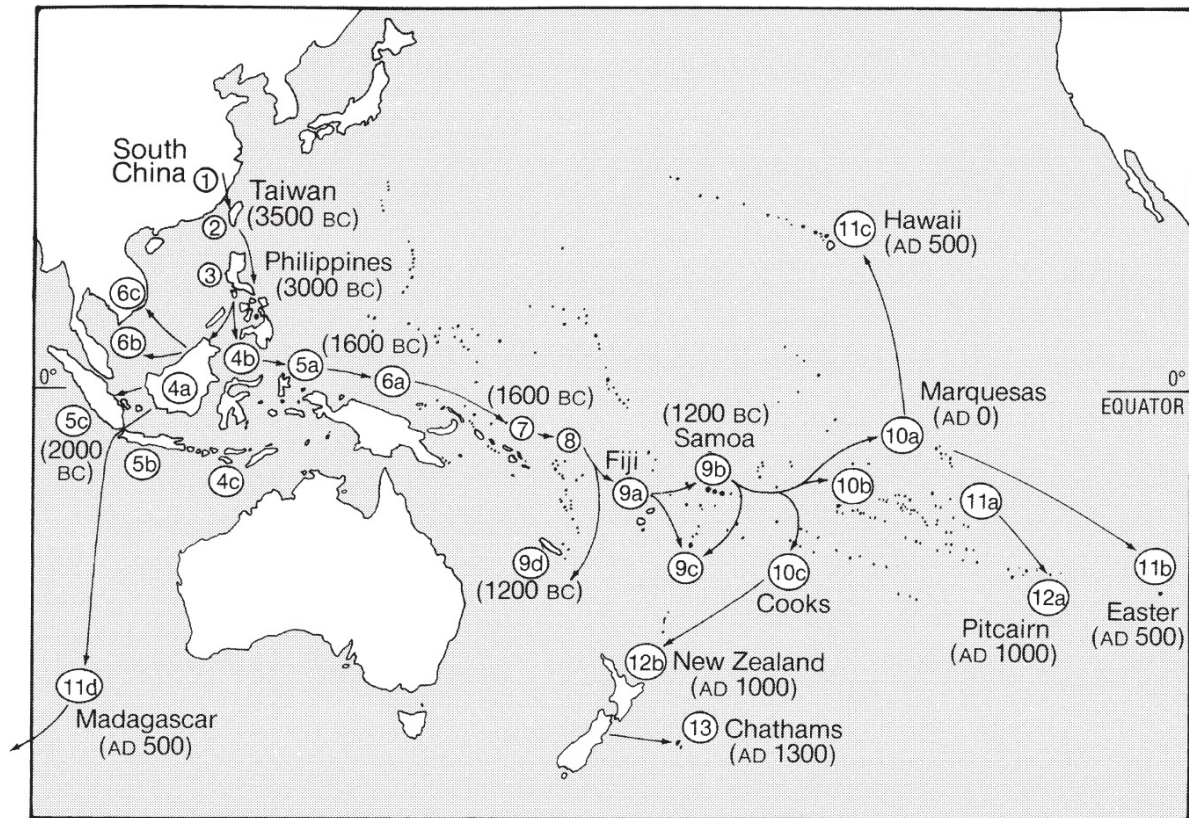 South
China
1
Taiwan
(3500 BC)
2
3
Philippines
(3000 BC)
11c
Hawaii
(AD 500)
6c
6b
4b
5a
(1600 BC)
6a
0°
0°
EQUATOR
4a
5c
(2000
BC)
5b
4c
(1600 BC)
7
8
Fiji
9a
(1200 BC)
Samoa
9b
Marquesas
(AD 0)
10a
10b
11a
9d
(1200 BC)
9c
10c
Cooks
11b
Easter
(AD 500)
12a
Pitcairn
(AD 1000)
11d
Madagascar
(AD 500)
12b
New Zealand
(AD 1000)
13
Chathams
(AD 1300)